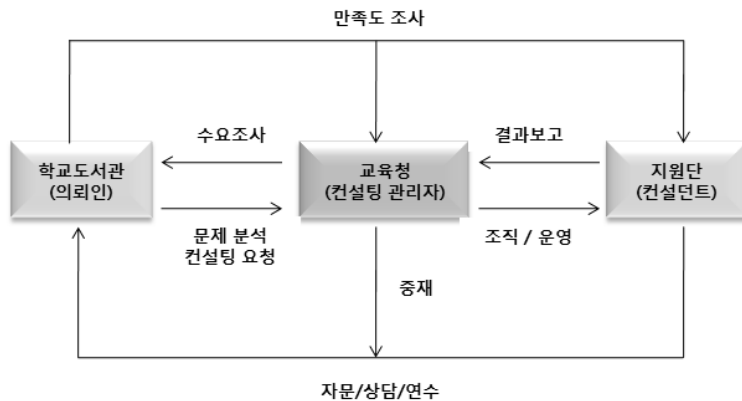 만족도 조사
수요조사
결과보고
학교도서관
(의뢰인)
교육청
(컨설팅 관리자)
지원단
(컨설던트)
문제 분석
컨설팅 요청
조직 / 운영
중재
자문/상담/연수